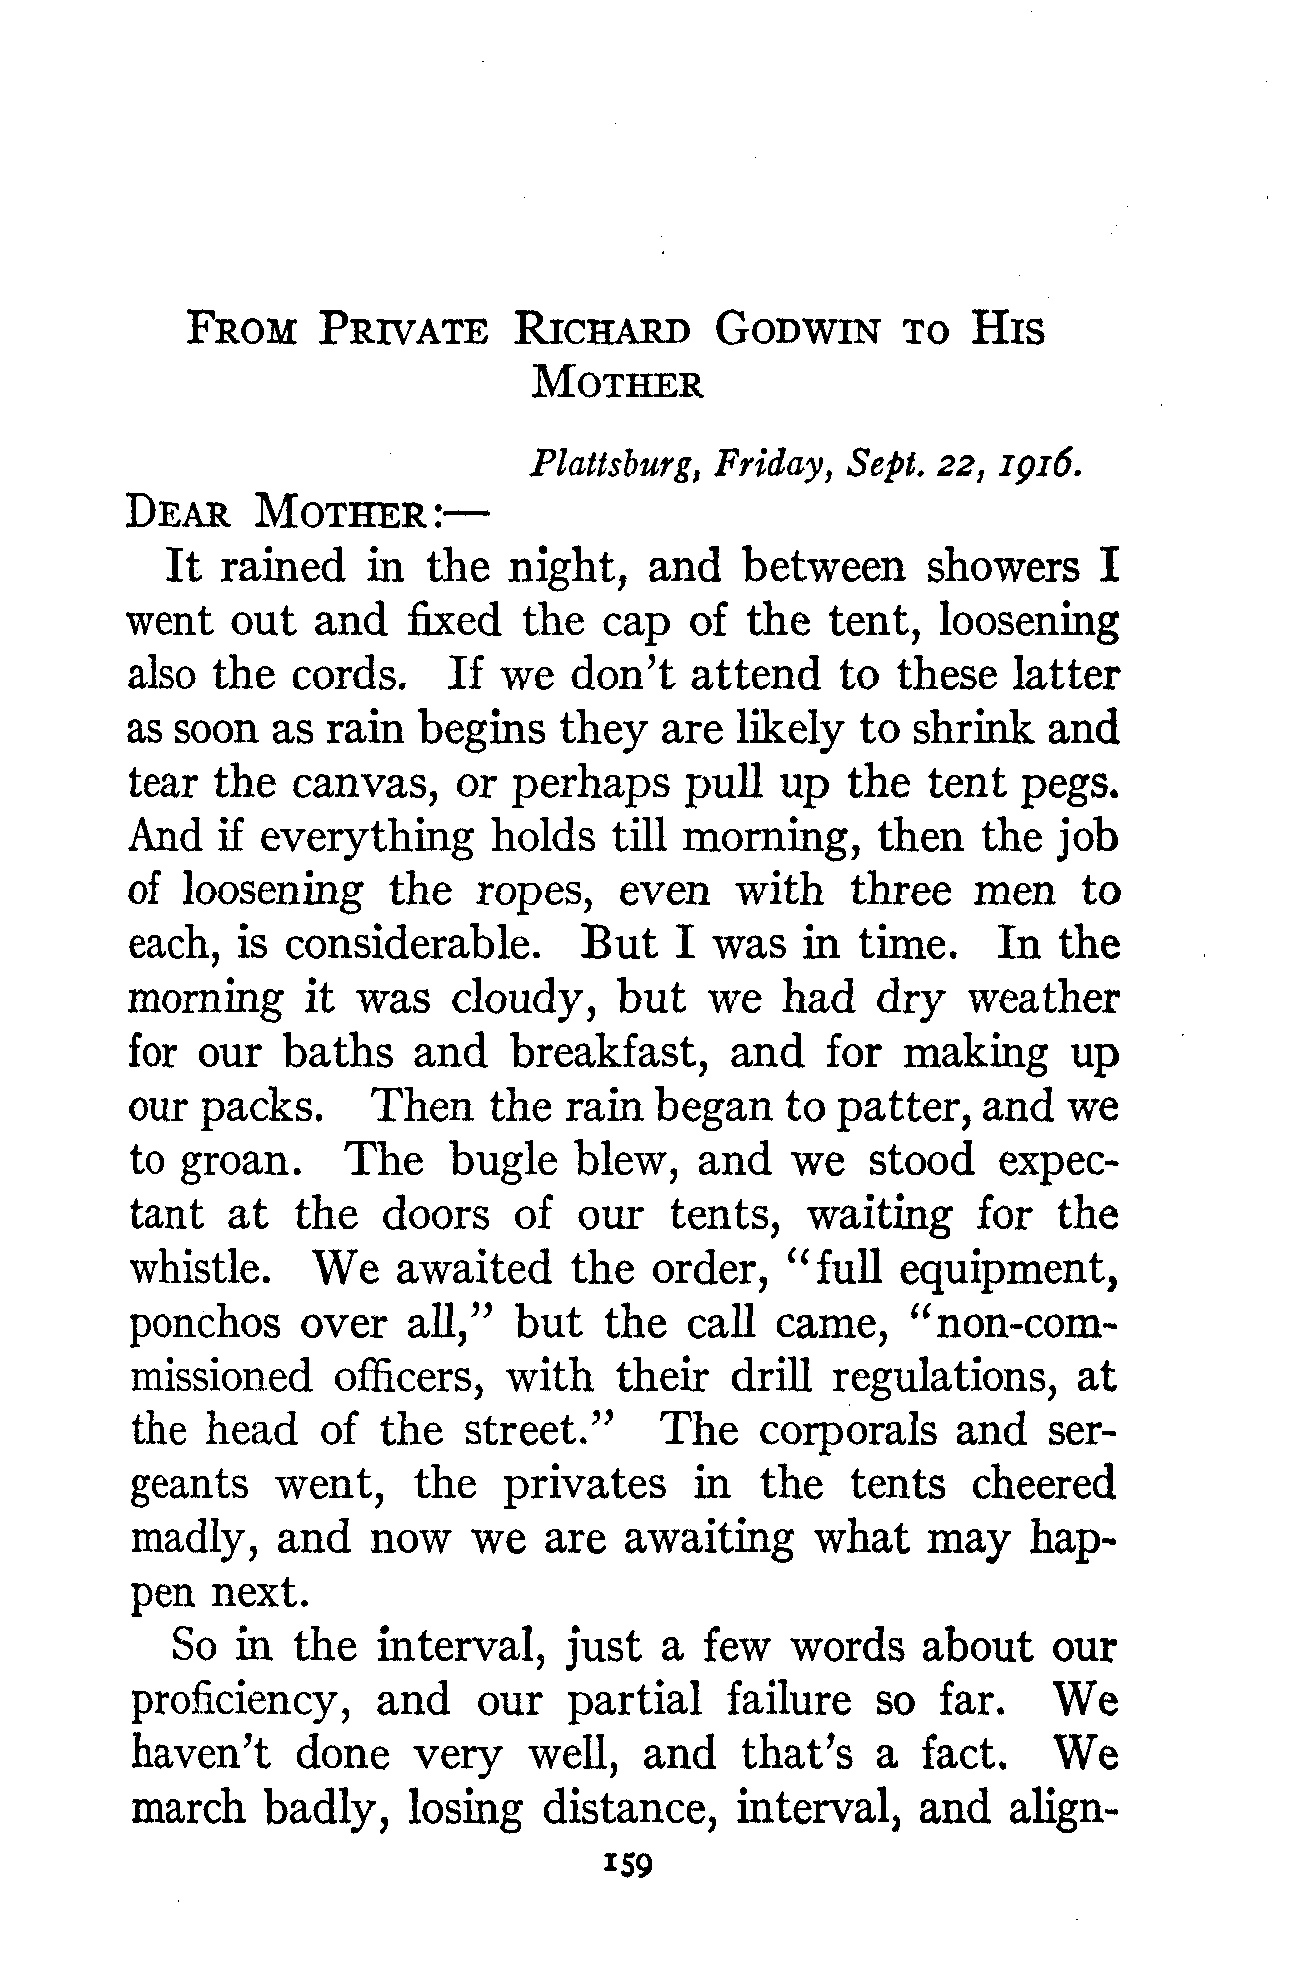 From Private Richard Godwin to His
Mother
Plattsburg, Friday, Sept. 22, 1916.
Dear Mother:—
It rained in the night, and between showers I
went out and fixed the cap of the tent, loosening
also the cords. If we don't attend to these latter
as soon as rain begins they are likely to shrink and
tear the canvas, or perhaps pull up the tent pegs.
And if everything holds till morning, then the job
of loosening the ropes, even with three men to
each, is considerable. But I was in time. In the
morning it was cloudy, but we had dry weather
for our baths and breakfast, and for making up
our packs. Then the rain began to patter, and we
to groan. The bugle blew, and we stood expec-
tant at the doors of our tents, waiting for the
whistle. We awaited the order, "full equipment,
ponchos over all," but the call came, "non-com-
missioned officers, with their drill regulations, at
the head of the street." The corporals and ser-
geants went, the privates in the tents cheered
madly, and now we are awaiting what may hap-
pen next.
So in the interval, just a few words about our
proficiency, and our partial failure so far. We
haven't done very well, and that's a fact. We
march badly, losing distance, interval, and align-
159